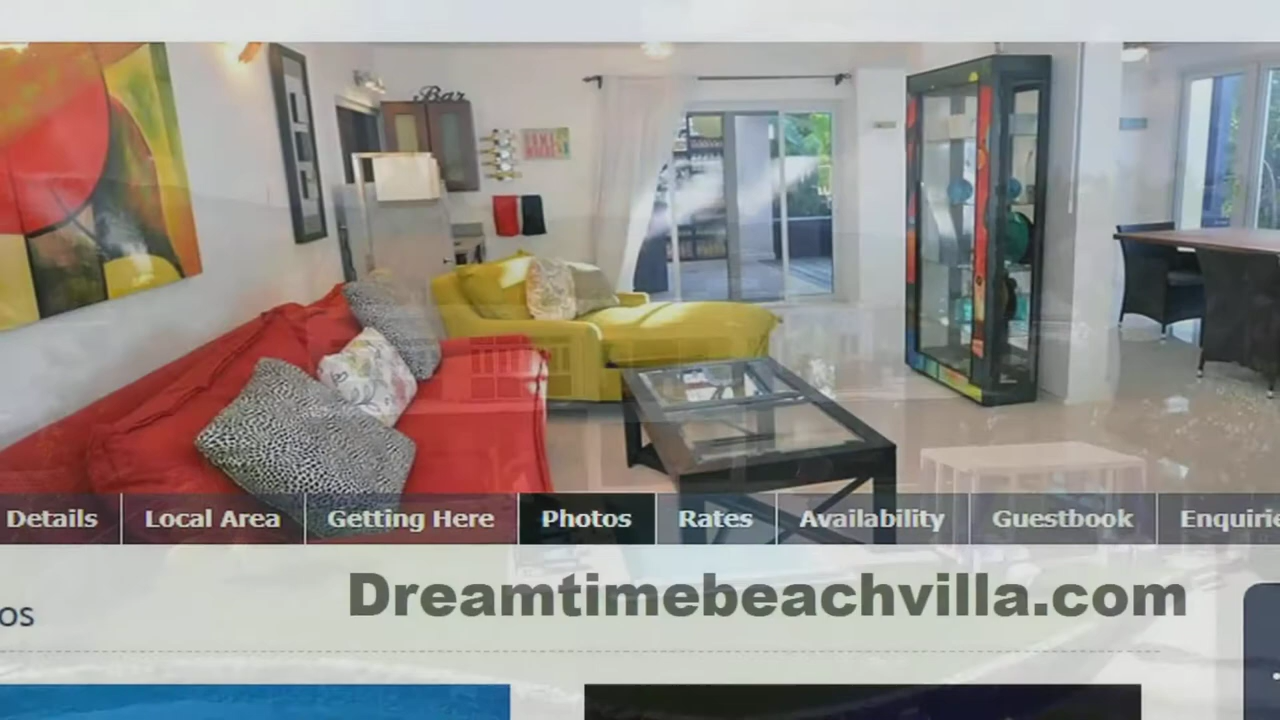 Bar
Details Local Area Getting Here Photos Rates Availability Guestbook Enquirie
Dreamtimebeachvilla.com
os